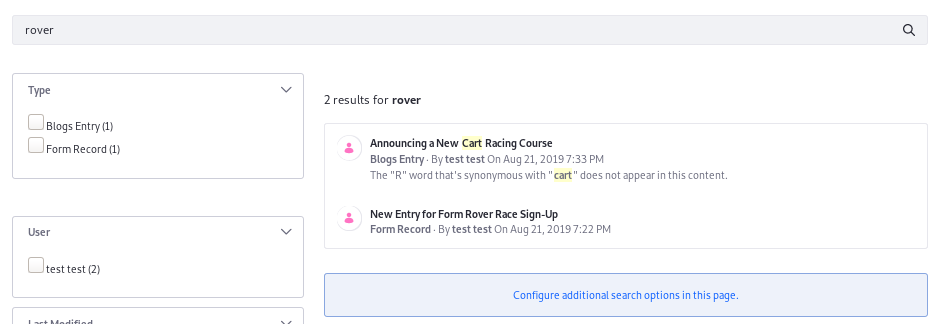 rover
Type
Blogs Entry (1)
Form Record (1)
User
test test (2)
Last Modified
2 results for rover
Announcing a New Cart Racing Course
Blogs Entry · By test test On Aug 21, 2019 7:33 PM
The "R" word that's synonymous with "cart" does not appear in this content.
New Entry for Form Rover Race Sign-Up
Form Record · By test test On Aug 21, 2019 7:22 PM
Configure additional search options in this page.